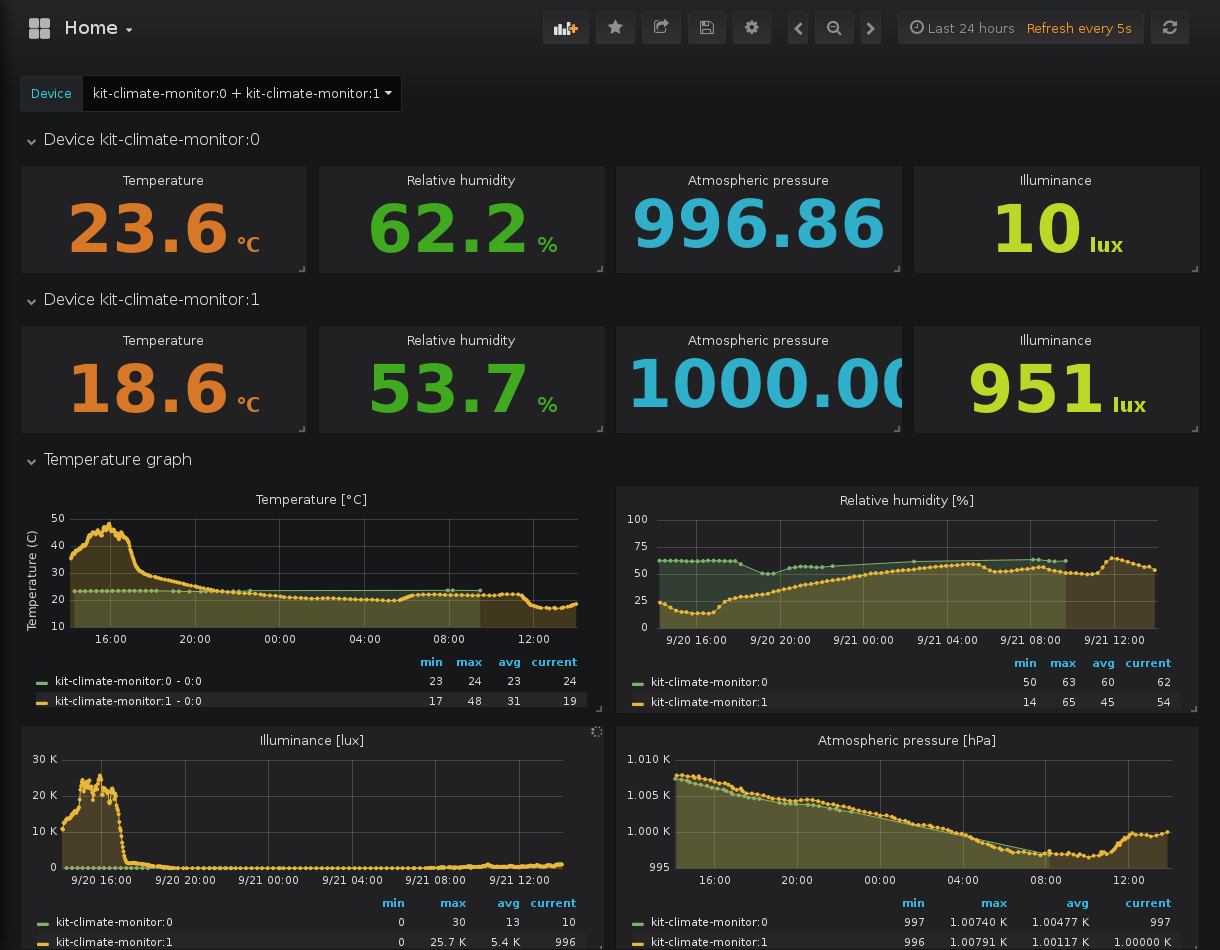 Home
Last 24 hours Refresh every 5s
Device kit-climate-monitor:0 + kit-climate-monitor:1
Device kit-climate-monitor:0
Temperature Relative humidity Atmospheric pressure Illuminance
23.6 °C 62.2 % 996.86 10 lux
Device kit-climate-monitor:1
Temperature Relative humidity Atmospheric pressure Illuminance
18.6 °C 53.7 % 1000.00 951 lux
Temperature graph
Temperature [°C]
Temperature (C)
50
40
30
20
10
16:00 20:00 00:00 04:00 08:00 12:00
min max avg current
kit-climate-monitor:0 - 0:0 23 24 23 24
kit-climate-monitor:1 - 0:0 17 48 31 19
Relative humidity [%]
100
75
50
25
0
9/20 16:00 9/20 20:00 9/21 00:00 9/21 04:00 9/21 08:00 9/21 12:00
min max avg current
kit-climate-monitor:0 50 63 60 62
kit-climate-monitor:1 14 65 45 54
Illuminance [lux]
30 K
20 K
10 K
0
9/20 16:00 9/20 20:00 9/21 00:00 9/21 04:00 9/21 08:00 9/21 12:00
min max avg current
kit-climate-monitor:0 0 30 13 10
kit-climate-monitor:1 0 25.7 K 5.4 K 996
Atmospheric pressure [hPa]
1.010 K
1.005 K
1.000 K
995
16:00 20:00 00:00 04:00 08:00 12:00
min max avg current
kit-climate-monitor:0 997 1.00740 K 1.00477 K 997
kit-climate-monitor:1 996 1.00791 K 1.00117 K 1.00000 K